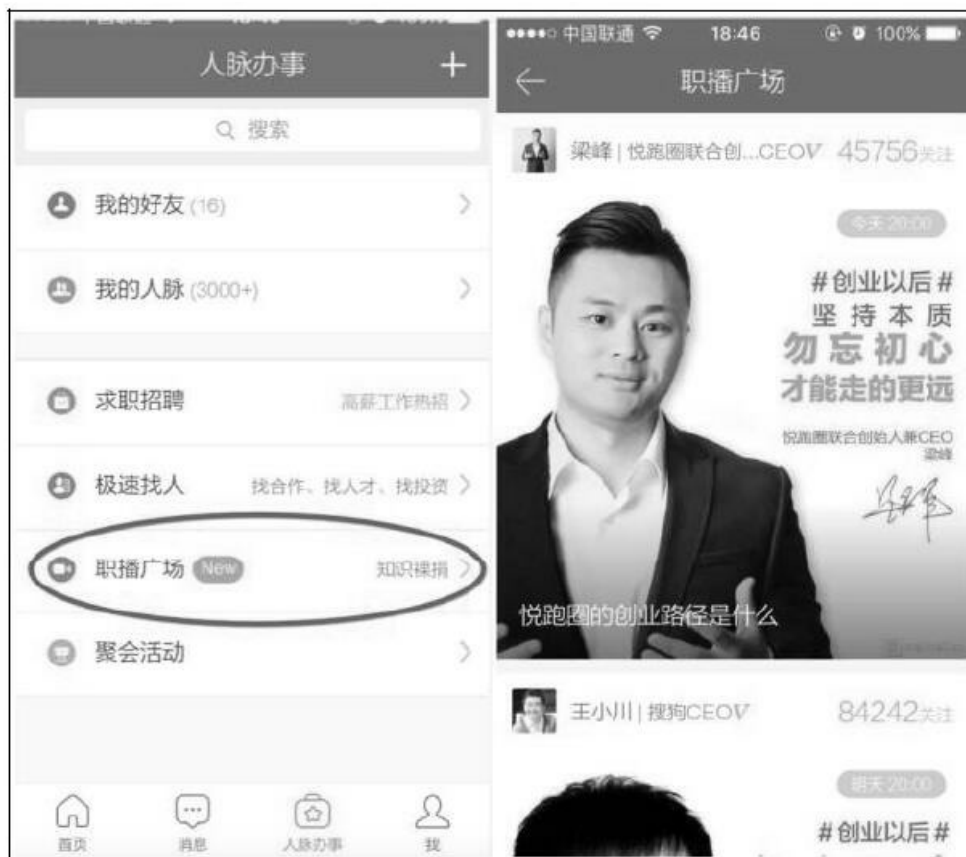 人脉办事
+
搜索
我的好友 (16)
我的人脉 (3000+)
求职招聘 高薪工作热招
极速找人 找合作、找人才、找投资
职播广场 New 知识裸捐
聚会活动
首页 消息 人脉办事 我
中国联通 18:46 100%
职播广场
梁峰 | 悦跑圈联合创...CEOV 45756关注
今天 20:00
#创业以后#
坚持本质
勿忘初心
才能走的更远
悦跑圈联合创始人兼CEO
梁峰
悦跑圈的创业路径是什么
王小川 | 搜狗CEOV 84242关注
明天 20:00
#创业以后#